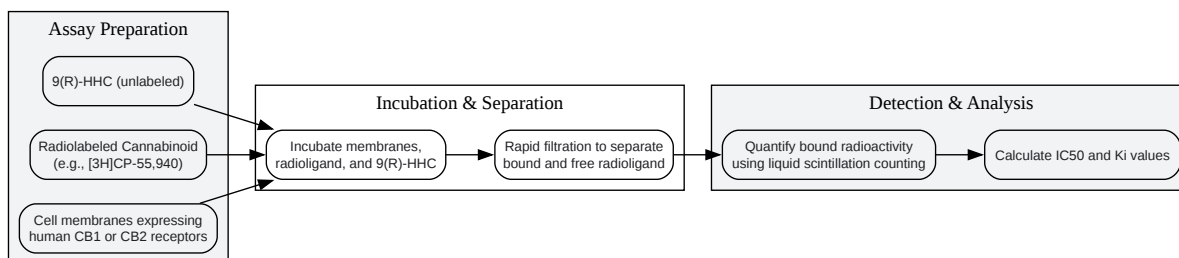 Assay Preparation
9(R)-HHC (unlabeled)
Radiolabeled Cannabinoid
(e.g., [3H]CP-55,940)
Cell membranes expressing
human CB1 or CB2 receptors
Incubation & Separation
Incubate membranes,
radioligand, and 9(R)-HHC
Rapid filtration to separate
bound and free radioligand
Detection & Analysis
Quantify bound radioactivity
using liquid scintillation counting
Calculate IC50 and Ki values